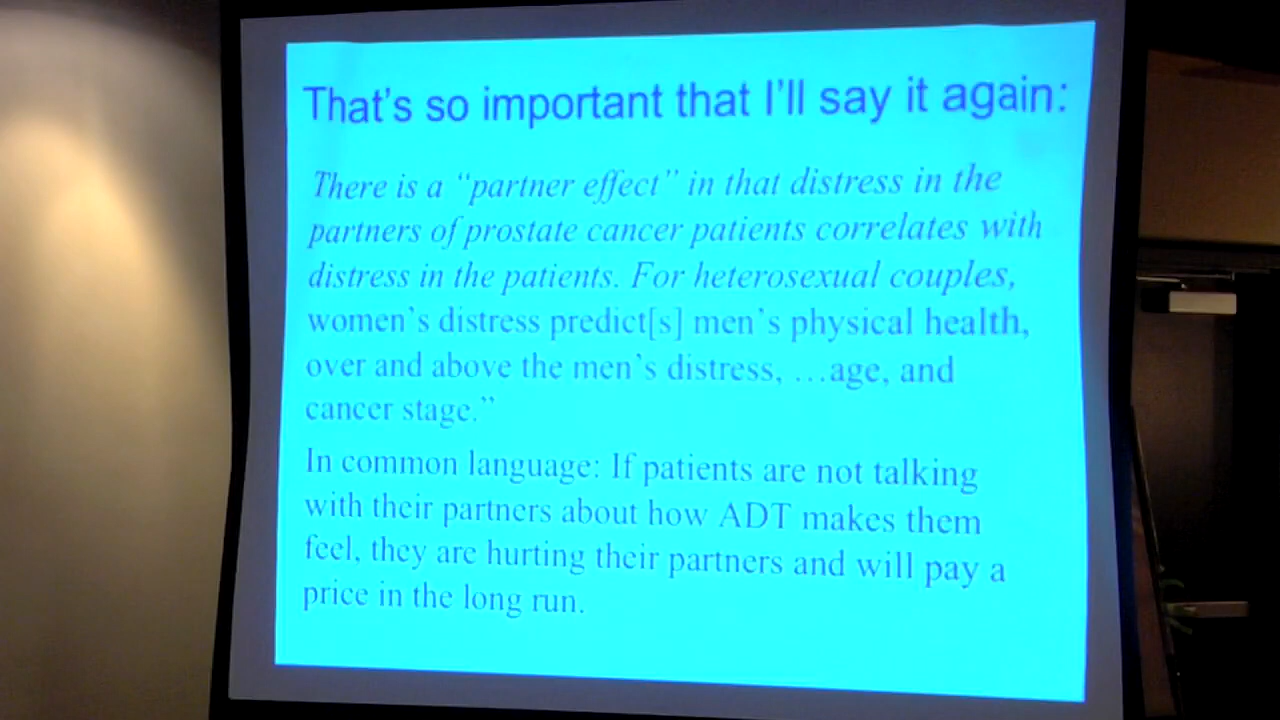 That's so important that I'll say it again:
There is a “partner effect” in that distress in the
partners of prostate cancer patients correlates with
distress in the patients. For heterosexual couples,
women's distress predict[s] men's physical health,
over and above the men's distress, …age, and
cancer stage.”
In common language: If patients are not talking
with their partners about how ADT makes them
feel, they are hurting their partners and will pay a
price in the long run.